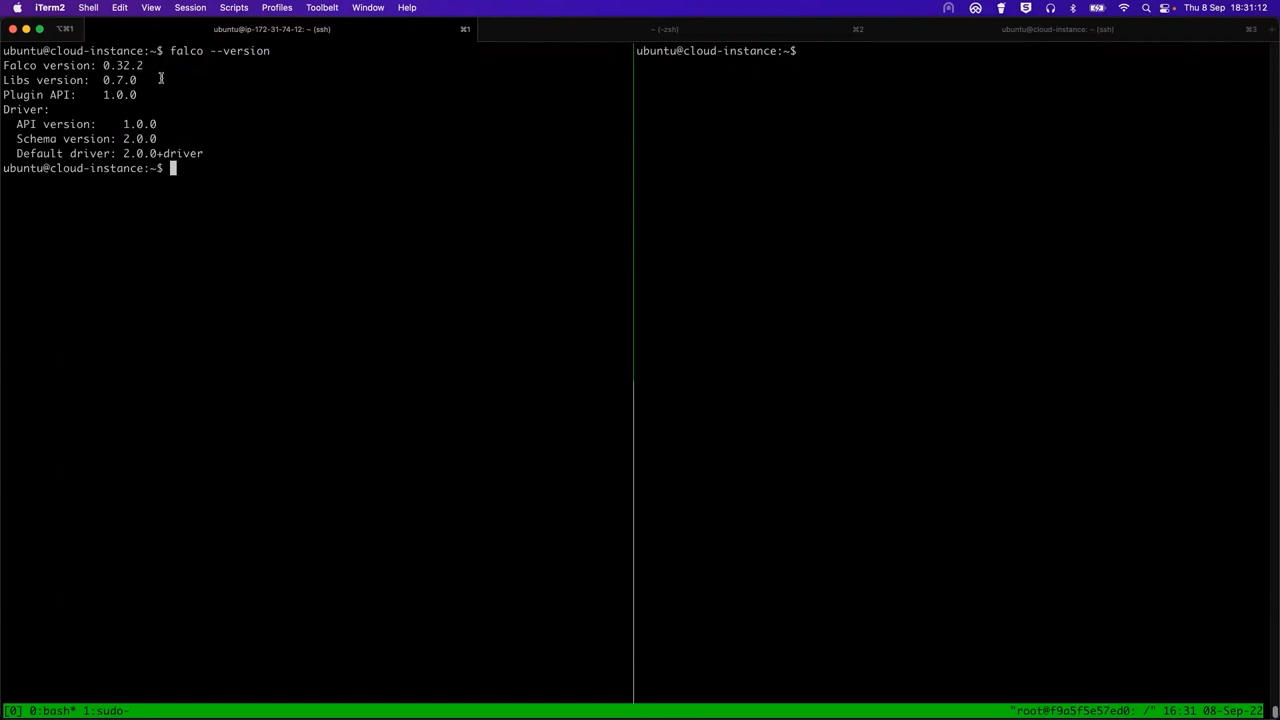 iTerm2 Shell Edit View Session Scripts Profiles Toolbelt Window Help Thu 8 Sep 18:31:12
⌥⌘1 ubuntu@ip-172-31-74-12: ~ (ssh) ⌘1 ~ (-zsh) ⌘2 ubuntu@cloud-instance: ~ (ssh) ⌘3 +
ubuntu@cloud-instance:~$ falco --version
Falco version: 0.32.2
Libs version:  0.7.0
Plugin API:    1.0.0
Driver:
  API version:    1.0.0
  Schema version: 2.0.0
  Default driver: 2.0.0+driver
ubuntu@cloud-instance:~$
ubuntu@cloud-instance:~$
[0] 0:bash* 1:sudo- "root@f9a5f5e57ed0: /" 16:31 08-Sep-22